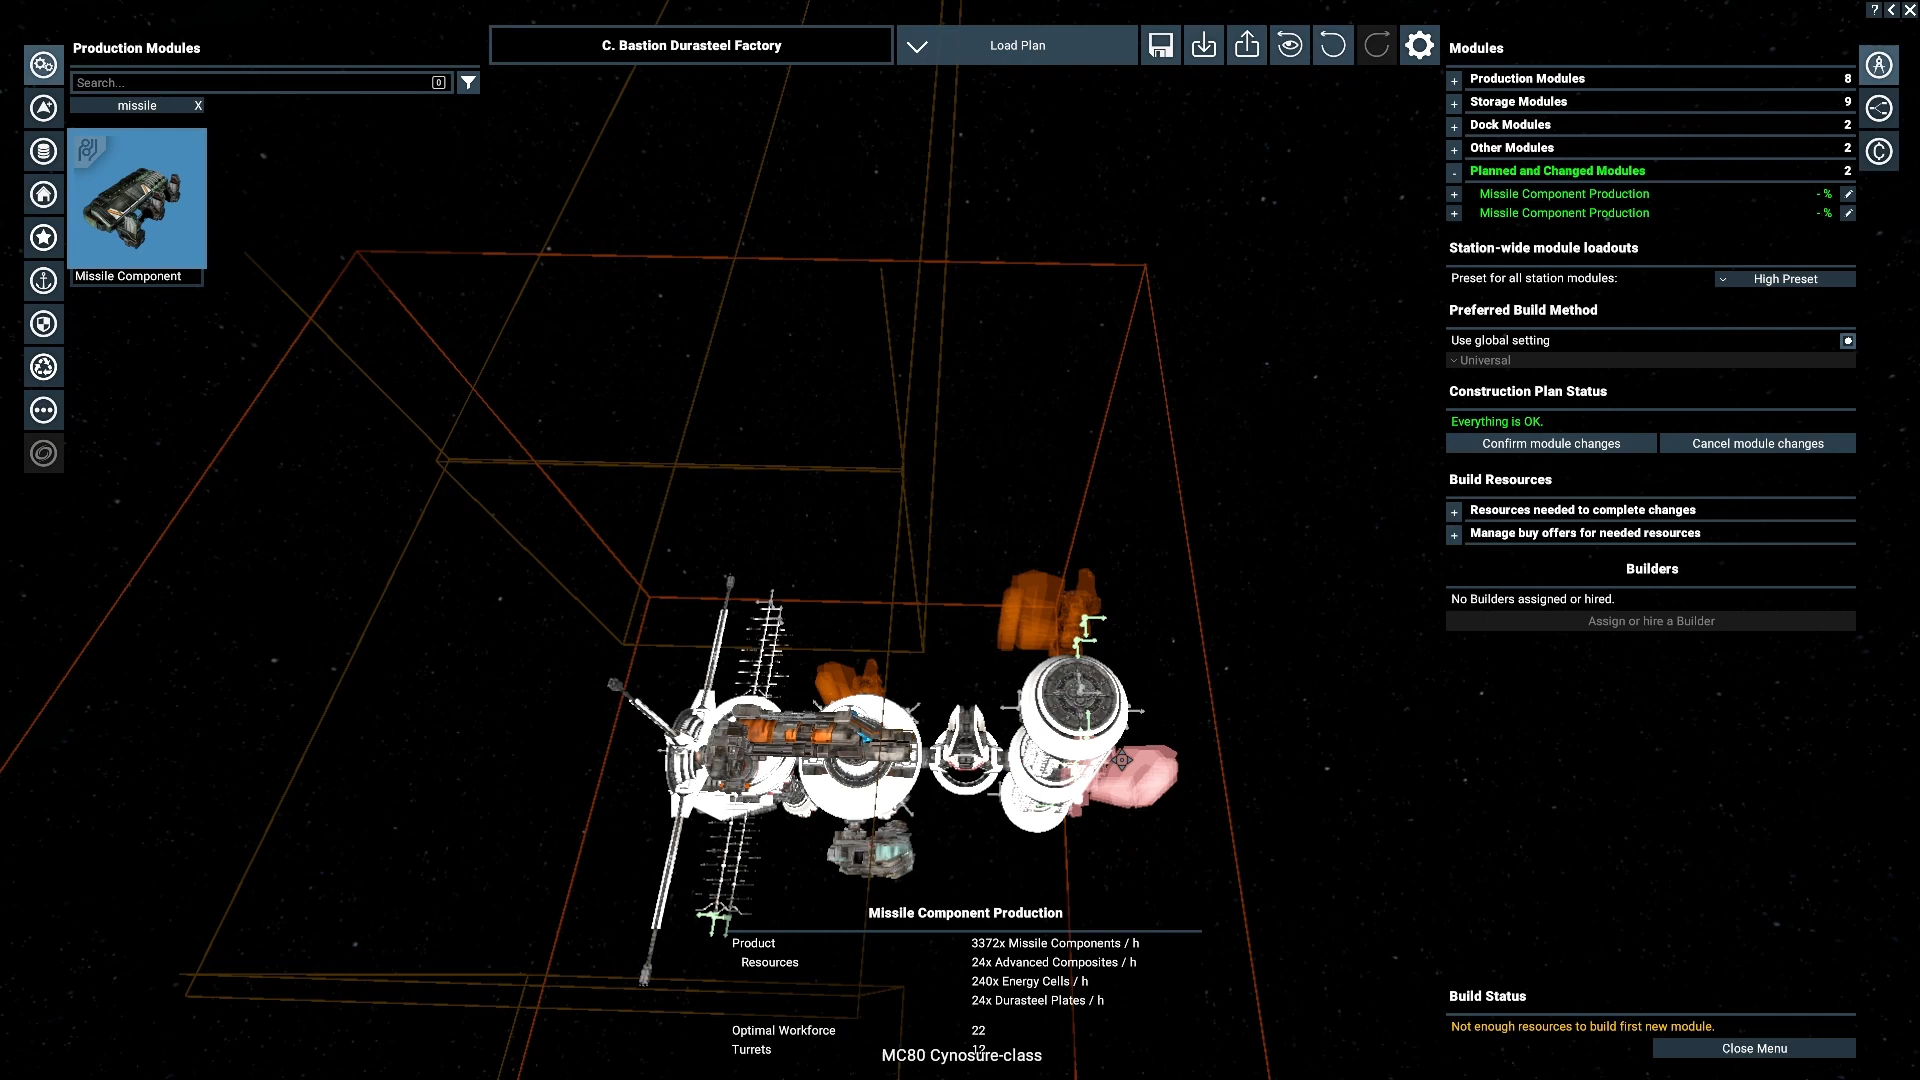 Production Modules
Search...
0
missile X
Missile Component
C. Bastion Durasteel Factory
Load Plan
? < X
Modules
+ Production Modules 8
+ Storage Modules 9
+ Dock Modules 2
+ Other Modules 2
- Planned and Changed Modules 2
+ Missile Component Production - %
+ Missile Component Production - %
Station-wide module loadouts
Preset for all station modules: High Preset
Preferred Build Method
Use global setting
Universal
Construction Plan Status
Everything is OK.
Confirm module changes Cancel module changes
Build Resources
+ Resources needed to complete changes
+ Manage buy offers for needed resources
Builders
No Builders assigned or hired.
Assign or hire a Builder
Missile Component Production
Product 3372x Missile Components / h
Resources 24x Advanced Composites / h
240x Energy Cells / h
24x Durasteel Plates / h
Optimal Workforce 22
Turrets 12
MC80 Cynosure-class
Build Status
Not enough resources to build first new module.
Close Menu